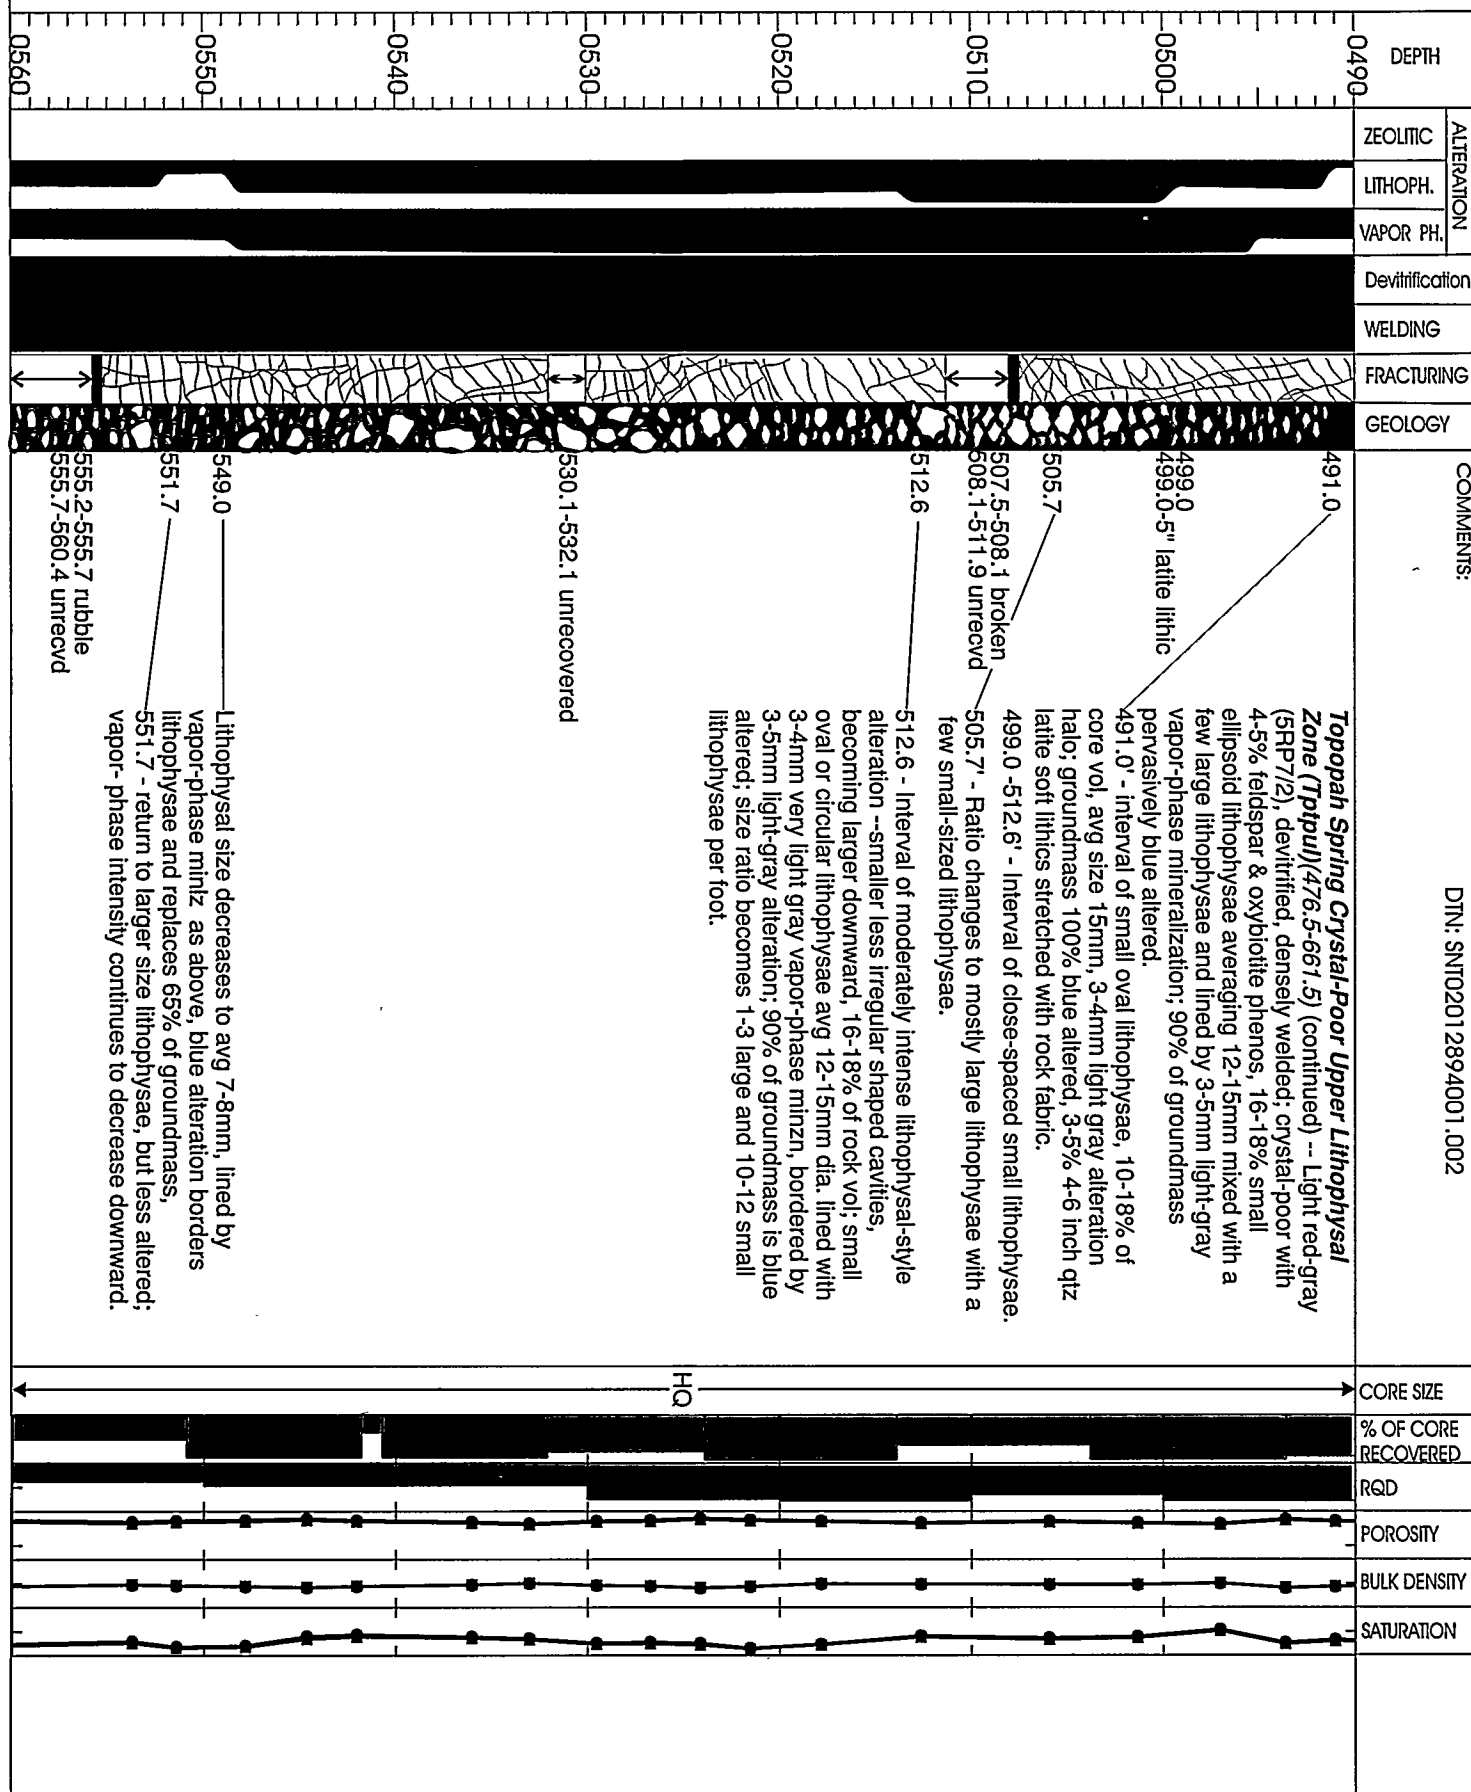 COMMENTS:
DTN: SNT02012894001.002
DEPTH
ALTERATION
ZEOLITIC
LITHOPH.
VAPOR PH.
Devitrification
WELDING
FRACTURING
GEOLOGY
CORE SIZE
% OF CORE
RECOVERED
RQD
POROSITY
BULK DENSITY
SATURATION
0490
0500
0510
0520
0530
0540
0550
0560
491.0
499.0
499.0-5" latite lithic
505.7
507.5-508.1 broken
508.1-511.9 unrecvd
512.6
530.1-532.1 unrecovered
549.0
551.7
555.2-555.7 rubble
555.7-560.4 unrecvd
Topopah Spring Crystal-Poor Upper Lithophysal
Zone (Tptpul)(476.5-661.5) (continued) -- Light red-gray
(5RP7/2), devitrified, densely welded; crystal-poor with
4-5% feldspar & oxybiotite phenos, 16-18% small
ellipsoid lithophysae averaging 12-15mm mixed with a
few large lithophysae and lined by 3-5mm light-gray
vapor-phase mineralization; 90% of groundmass
pervasively blue altered.
491.0' - interval of small oval lithophysae, 10-18% of
core vol, avg size 15mm, 3-4mm light gray alteration
halo; groundmass 100% blue altered, 3-5% 4-6 inch qtz
latite soft lithics stretched with rock fabric.
499.0 -512.6' - Interval of close-spaced small lithophysae.
505.7' - Ratio changes to mostly large lithophysae with a
few small-sized lithophysae.
512.6 - Interval of moderately intense lithophysal-style
alteration --smaller less irregular shaped cavities,
becoming larger downward, 16-18% of rock vol; small
oval or circular lithophysae avg 12-15mm dia. lined with
3-4mm very light gray vapor-phase minzn, bordered by
3-5mm light-gray alteration; 90% of groundmass is blue
altered; size ratio becomes 1-3 large and 10-12 small
lithophysae per foot.
Lithophysal size decreases to avg 7-8mm, lined by
vapor-phase mintz as above, blue alteration borders
lithophysae and replaces 65% of groundmass,
551.7 - return to larger size lithophysae, but less altered;
vapor- phase intensity continues to decrease downward.
HQ